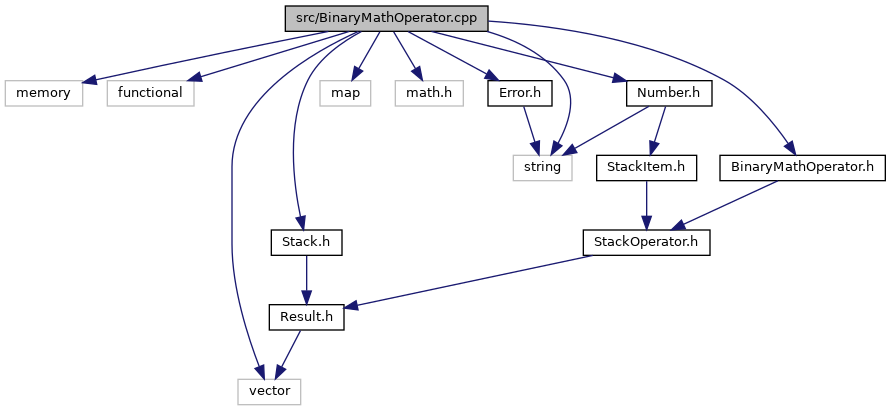 src/BinaryMathOperator.cpp
memory
functional
map
math.h
Error.h
Number.h
string
StackItem.h
BinaryMathOperator.h
Stack.h
StackOperator.h
Result.h
vector